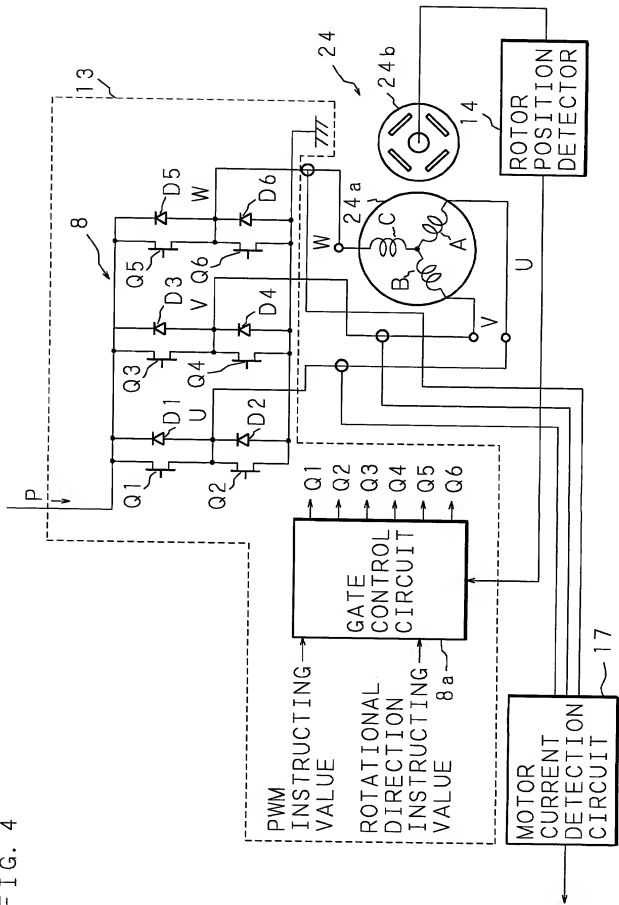 FIG. 4
13
P
8
Q1
D1
Q2
D2
U
Q3
D3
Q4
D4
V
Q5
D5
Q6
D6
W
24
24b
24a
W
C
B
A
V
U
14
ROTOR
POSITION
DETECTOR
PWM
INSTRUCTING
VALUE
ROTATIONAL
DIRECTION
INSTRUCTING
VALUE
GATE
CONTROL
CIRCUIT
8a
Q1
Q2
Q3
Q4
Q5
Q6
MOTOR
CURRENT
DETECTION
CIRCUIT
17